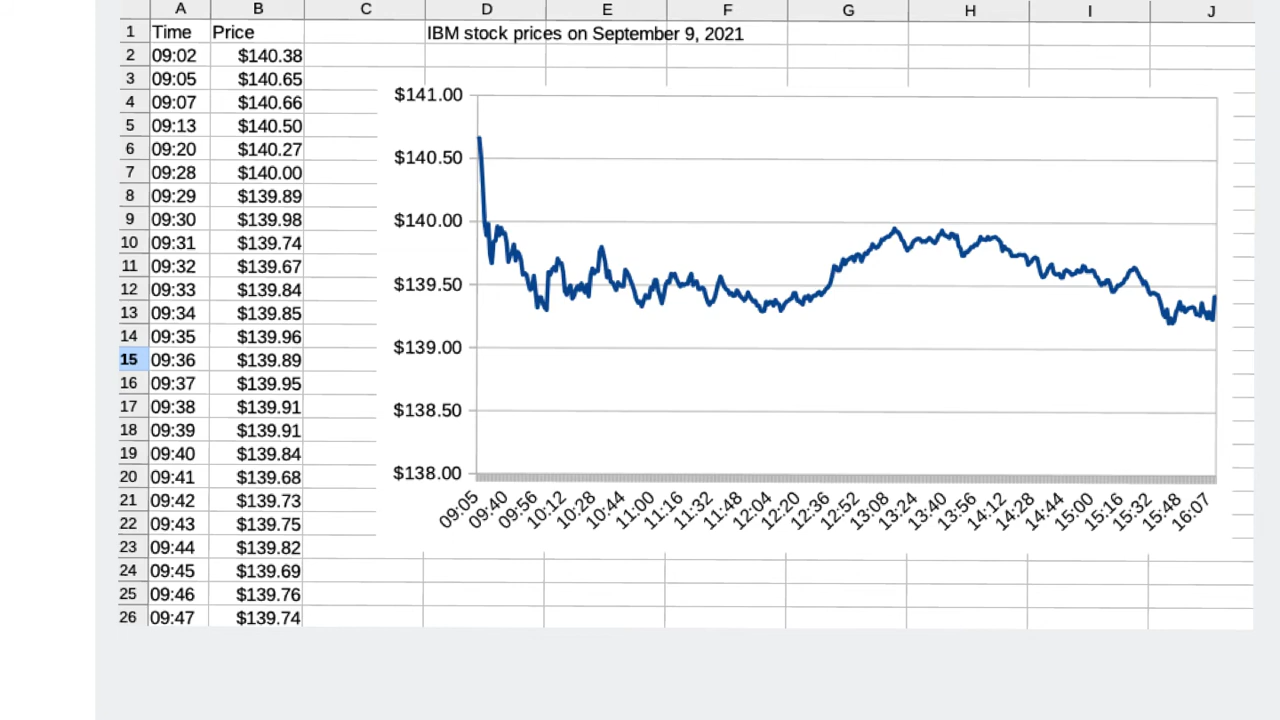 A B C D E F G H I J
1 Time Price IBM stock prices on September 9, 2021
2 09:02 $140.38
3 09:05 $140.65
4 09:07 $140.66
5 09:13 $140.50
6 09:20 $140.27
7 09:28 $140.00
8 09:29 $139.89
9 09:30 $139.98
10 09:31 $139.74
11 09:32 $139.67
12 09:33 $139.84
13 09:34 $139.85
14 09:35 $139.96
15 09:36 $139.89
16 09:37 $139.95
17 09:38 $139.91
18 09:39 $139.91
19 09:40 $139.84
20 09:41 $139.68
21 09:42 $139.73
22 09:43 $139.75
23 09:44 $139.82
24 09:45 $139.69
25 09:46 $139.76
26 09:47 $139.74
$141.00
$140.50
$140.00
$139.50
$139.00
$138.50
$138.00
09:05 09:40 09:56 10:12 10:28 10:44 11:00 11:16 11:32 11:48 12:04 12:20 12:36 12:52 13:08 13:24 13:40 13:56 14:12 14:28 14:44 15:00 15:16 15:32 15:48 16:07